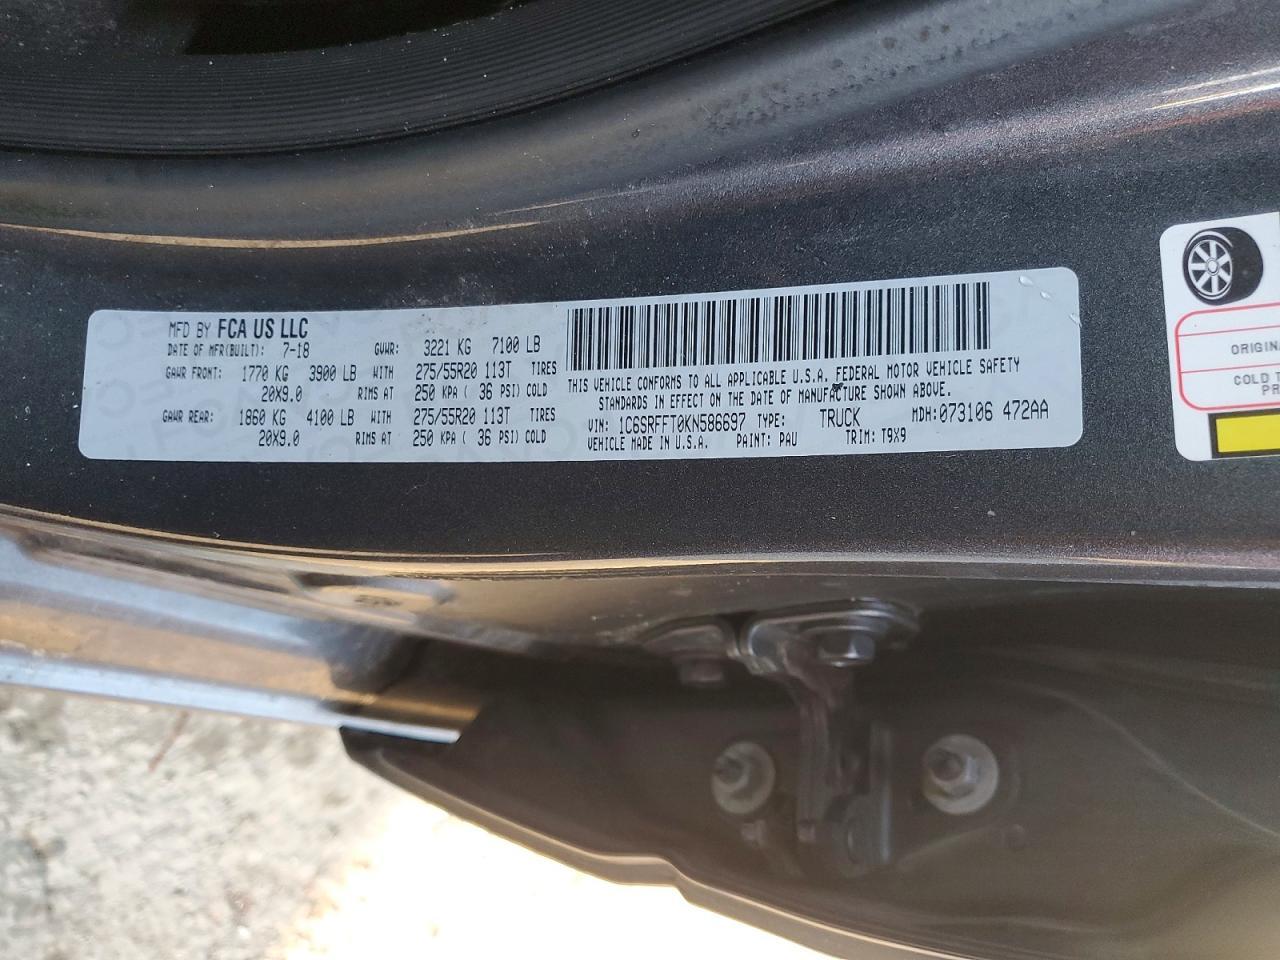 MFD BY FCA US LLC
DATE OF MFR(BUILT): 7-18 GVWR: 3221 KG 7100 LB
GAWR FRONT: 1770 KG 3900 LB WITH 275/55R20 113T TIRES
20X9.0 RIMS AT 250 KPA ( 36 PSI) COLD
GAWR REAR: 1860 KG 4100 LB WITH 275/55R20 113T TIRES
20X9.0 RIMS AT 250 KPA ( 36 PSI) COLD
THIS VEHICLE CONFORMS TO ALL APPLICABLE U.S.A. FEDERAL MOTOR VEHICLE SAFETY
STANDARDS IN EFFECT ON THE DATE OF MANUFACTURE SHOWN ABOVE.
VIN: 1C6SRFFT0KN586697 TYPE: TRUCK MDH: 073106 472AA
VEHICLE MADE IN U.S.A. PAINT: PAU TRIM: T9X9
ORIGINA
COLD T
PR